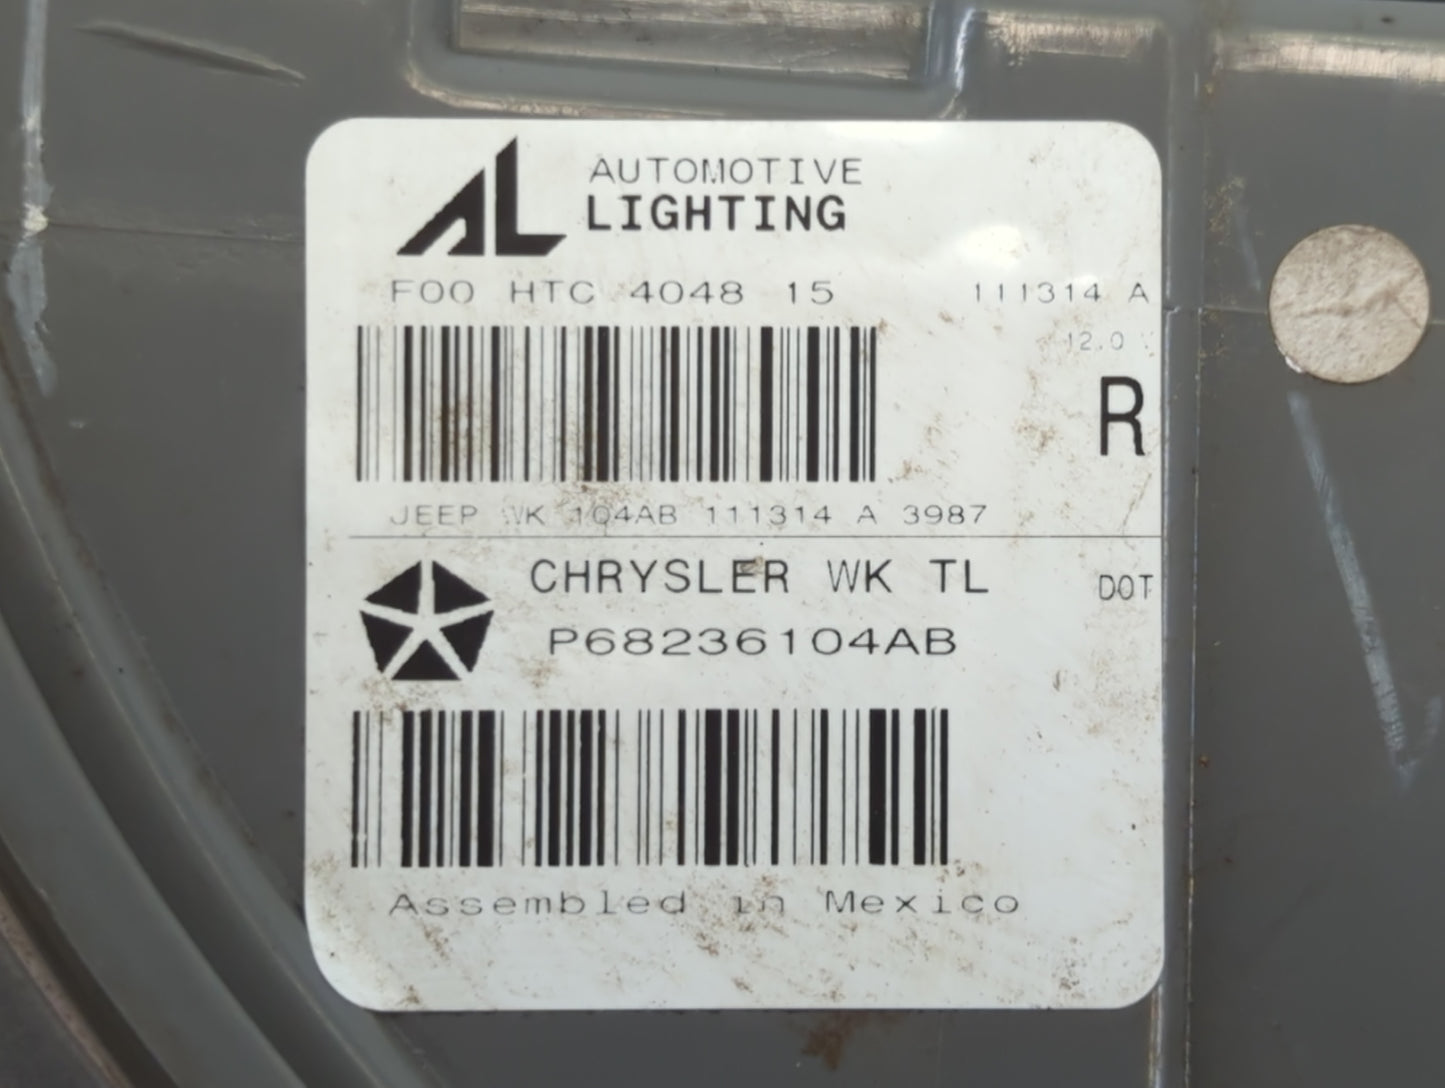 AL AUTOMOTIVE
LIGHTING
F00 HTC 4048 15 111314 A
12.0 V
R
JEEP WK 104AB 111314 A 3987
CHRYSLER WK TL DOT
P68236104AB
Assembled in Mexico